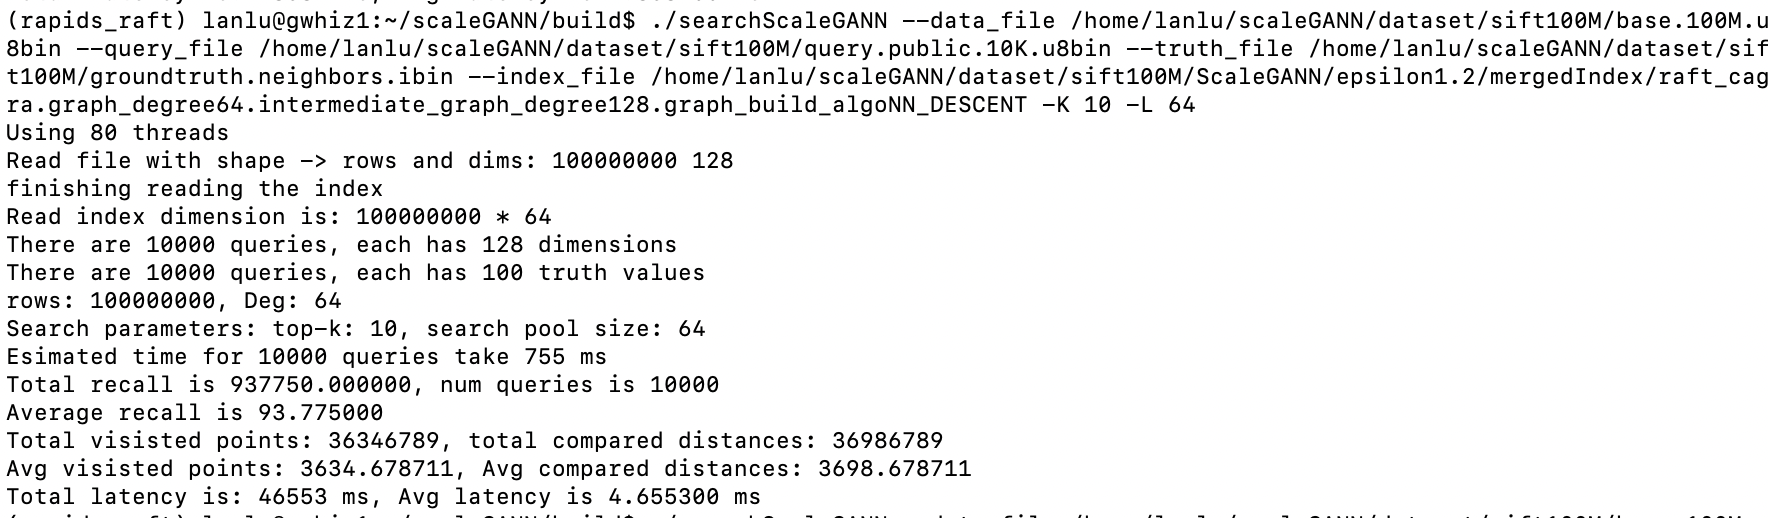 (rapids_raft) lanlu@gwhiz1:~/scaleGANN/build$ ./searchScaleGANN --data_file /home/lanlu/scaleGANN/dataset/sift100M/base.100M.u
8bin --query_file /home/lanlu/scaleGANN/dataset/sift100M/query.public.10K.u8bin --truth_file /home/lanlu/scaleGANN/dataset/sif
t100M/groundtruth.neighbors.ibin --index_file /home/lanlu/scaleGANN/dataset/sift100M/ScaleGANN/epsilon1.2/mergedIndex/raft_cag
ra.graph_degree64.intermediate_graph_degree128.graph_build_algoNN_DESCENT -K 10 -L 64
Using 80 threads
Read file with shape -> rows and dims: 100000000 128
finishing reading the index
Read index dimension is: 100000000 * 64
There are 10000 queries, each has 128 dimensions
There are 10000 queries, each has 100 truth values
rows: 100000000, Deg: 64
Search parameters: top-k: 10, search pool size: 64
Esimated time for 10000 queries take 755 ms
Total recall is 937750.000000, num queries is 10000
Average recall is 93.775000
Total visisted points: 36346789, total compared distances: 36986789
Avg visisted points: 3634.678711, Avg compared distances: 3698.678711
Total latency is: 46553 ms, Avg latency is 4.655300 ms